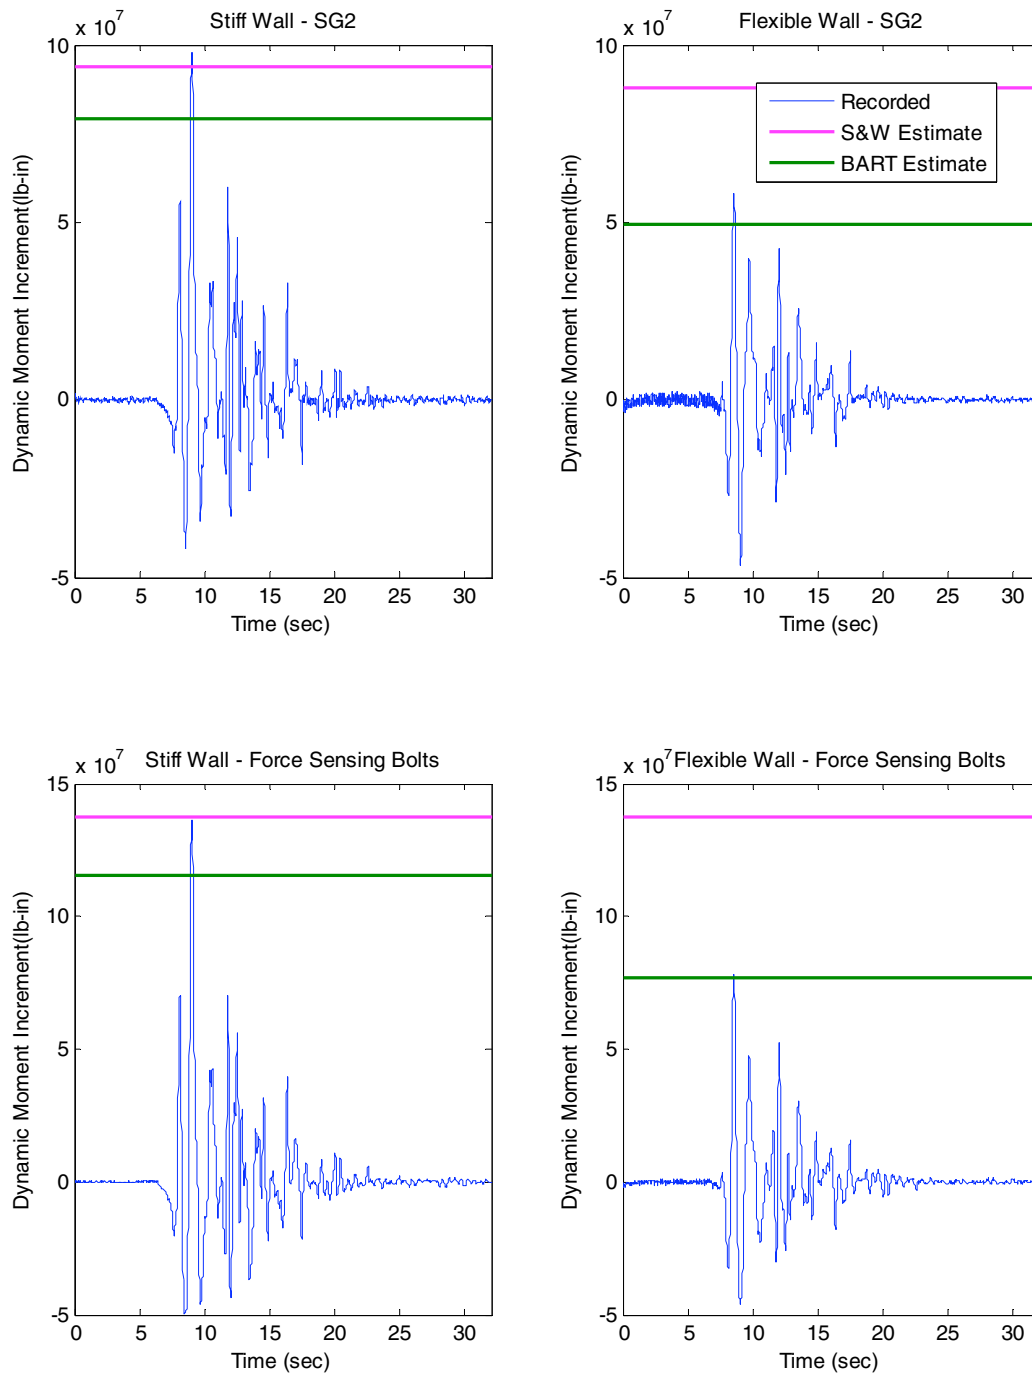 Stiff Wall - SG2
x 10^7
10
5
0
-5
0 5 10 15 20 25 30
Time (sec)
Dynamic Moment Increment(lb-in)
Flexible Wall - SG2
x 10^7
10
5
0
-5
0 5 10 15 20 25 30
Time (sec)
Dynamic Moment Increment(lb-in)
Recorded
S&W Estimate
BART Estimate
Stiff Wall - Force Sensing Bolts
x 10^7
15
10
5
0
-5
0 5 10 15 20 25 30
Time (sec)
Dynamic Moment Increment(lb-in)
Flexible Wall - Force Sensing Bolts
x 10^7
15
10
5
0
-5
0 5 10 15 20 25 30
Time (sec)
Dynamic Moment Increment(lb-in)